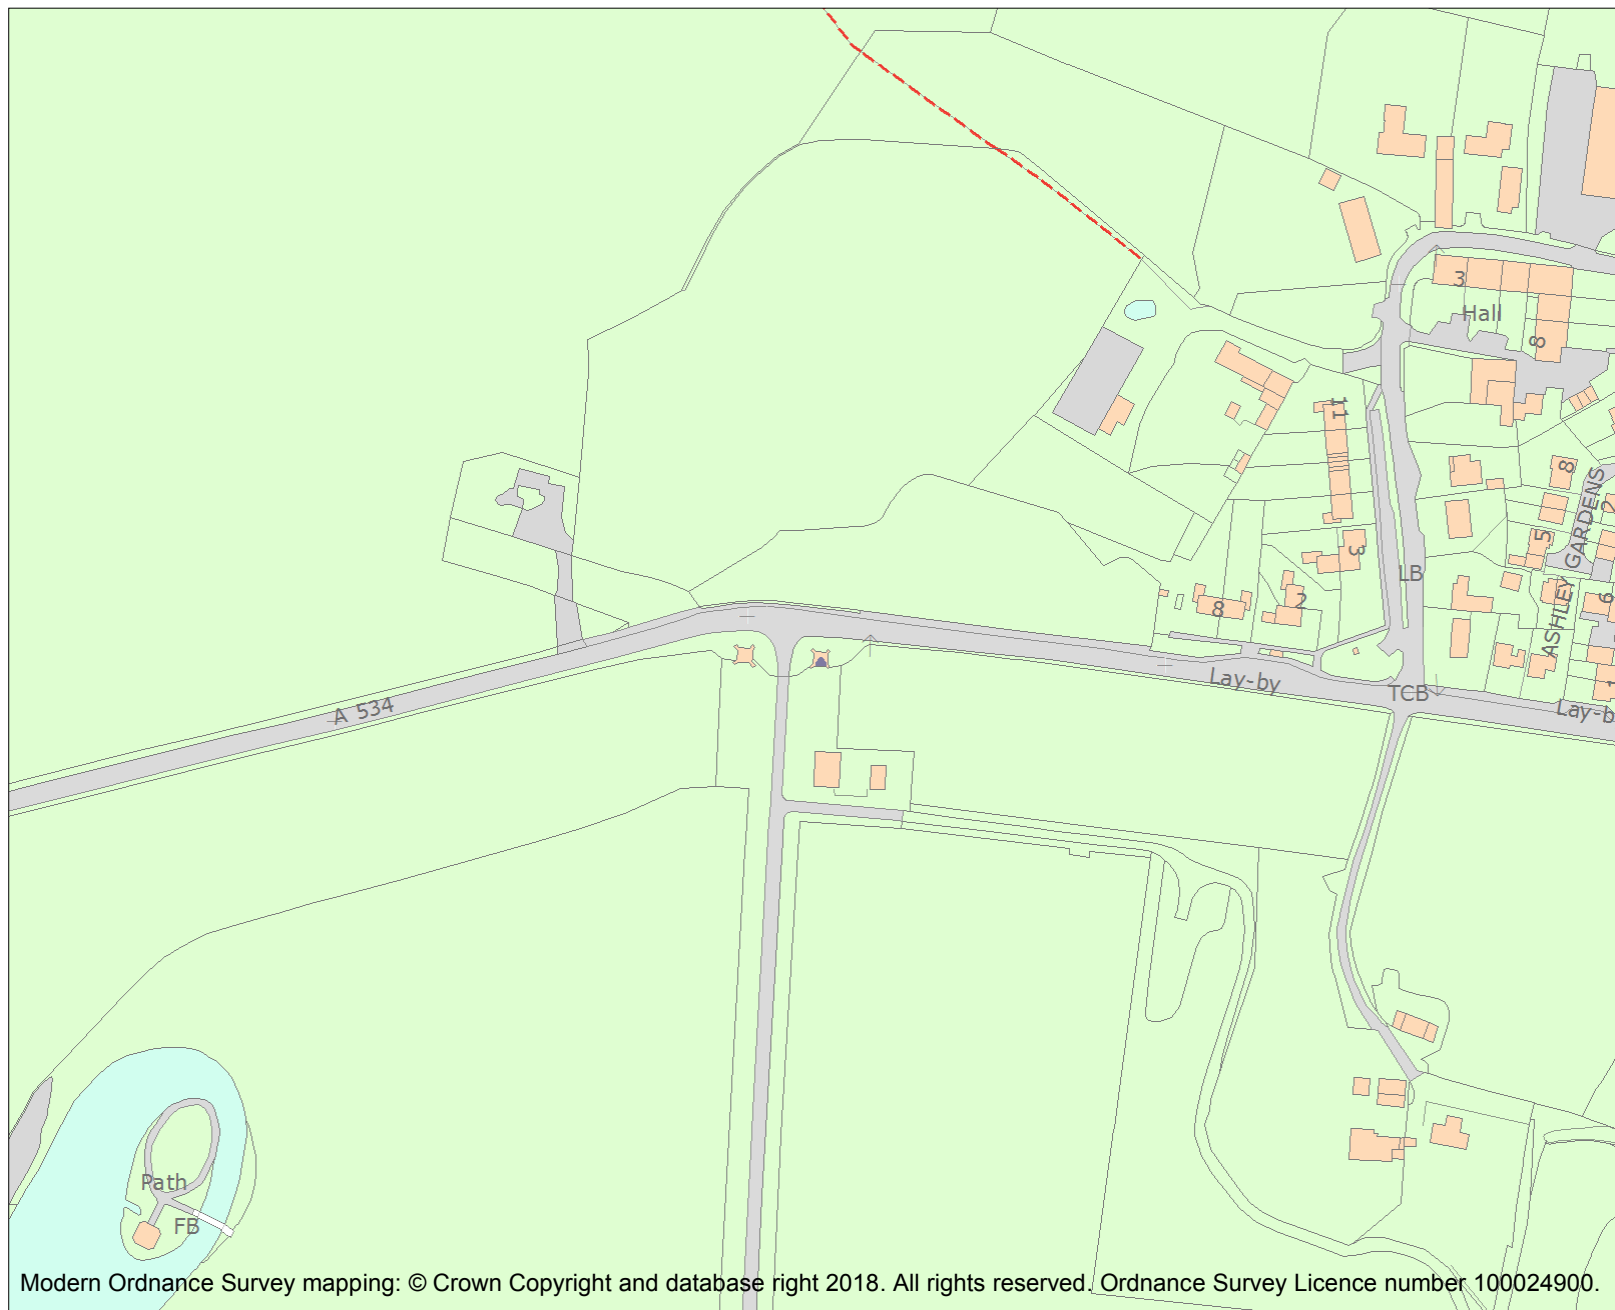 3
Hall
8
11
8
ASHLEY GARDENS
2
5
3
LB
6
8
2
Lay-by
TCB
Lay-b
A 534
1
Path
FB
Modern Ordnance Survey mapping: © Crown Copyright and database right 2018. All rights reserved. Ordnance Survey Licence number 100024900.